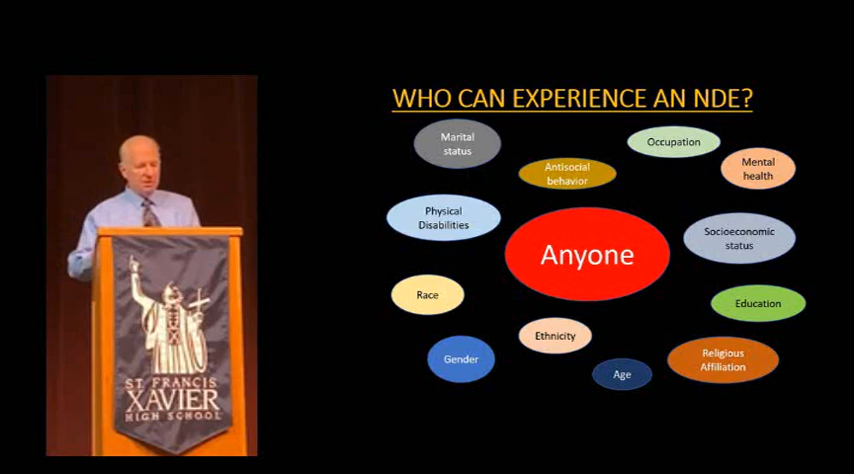 WHO CAN EXPERIENCE AN NDE?
Marital
status
Occupation
Antisocial
behavior
Mental
health
Physical
Disabilities
Socioeconomic
status
Anyone
Race
Education
Ethnicity
Gender
Religious
Affiliation
Age
ST. FRANCIS
XAVIER
HIGH SCHOOL